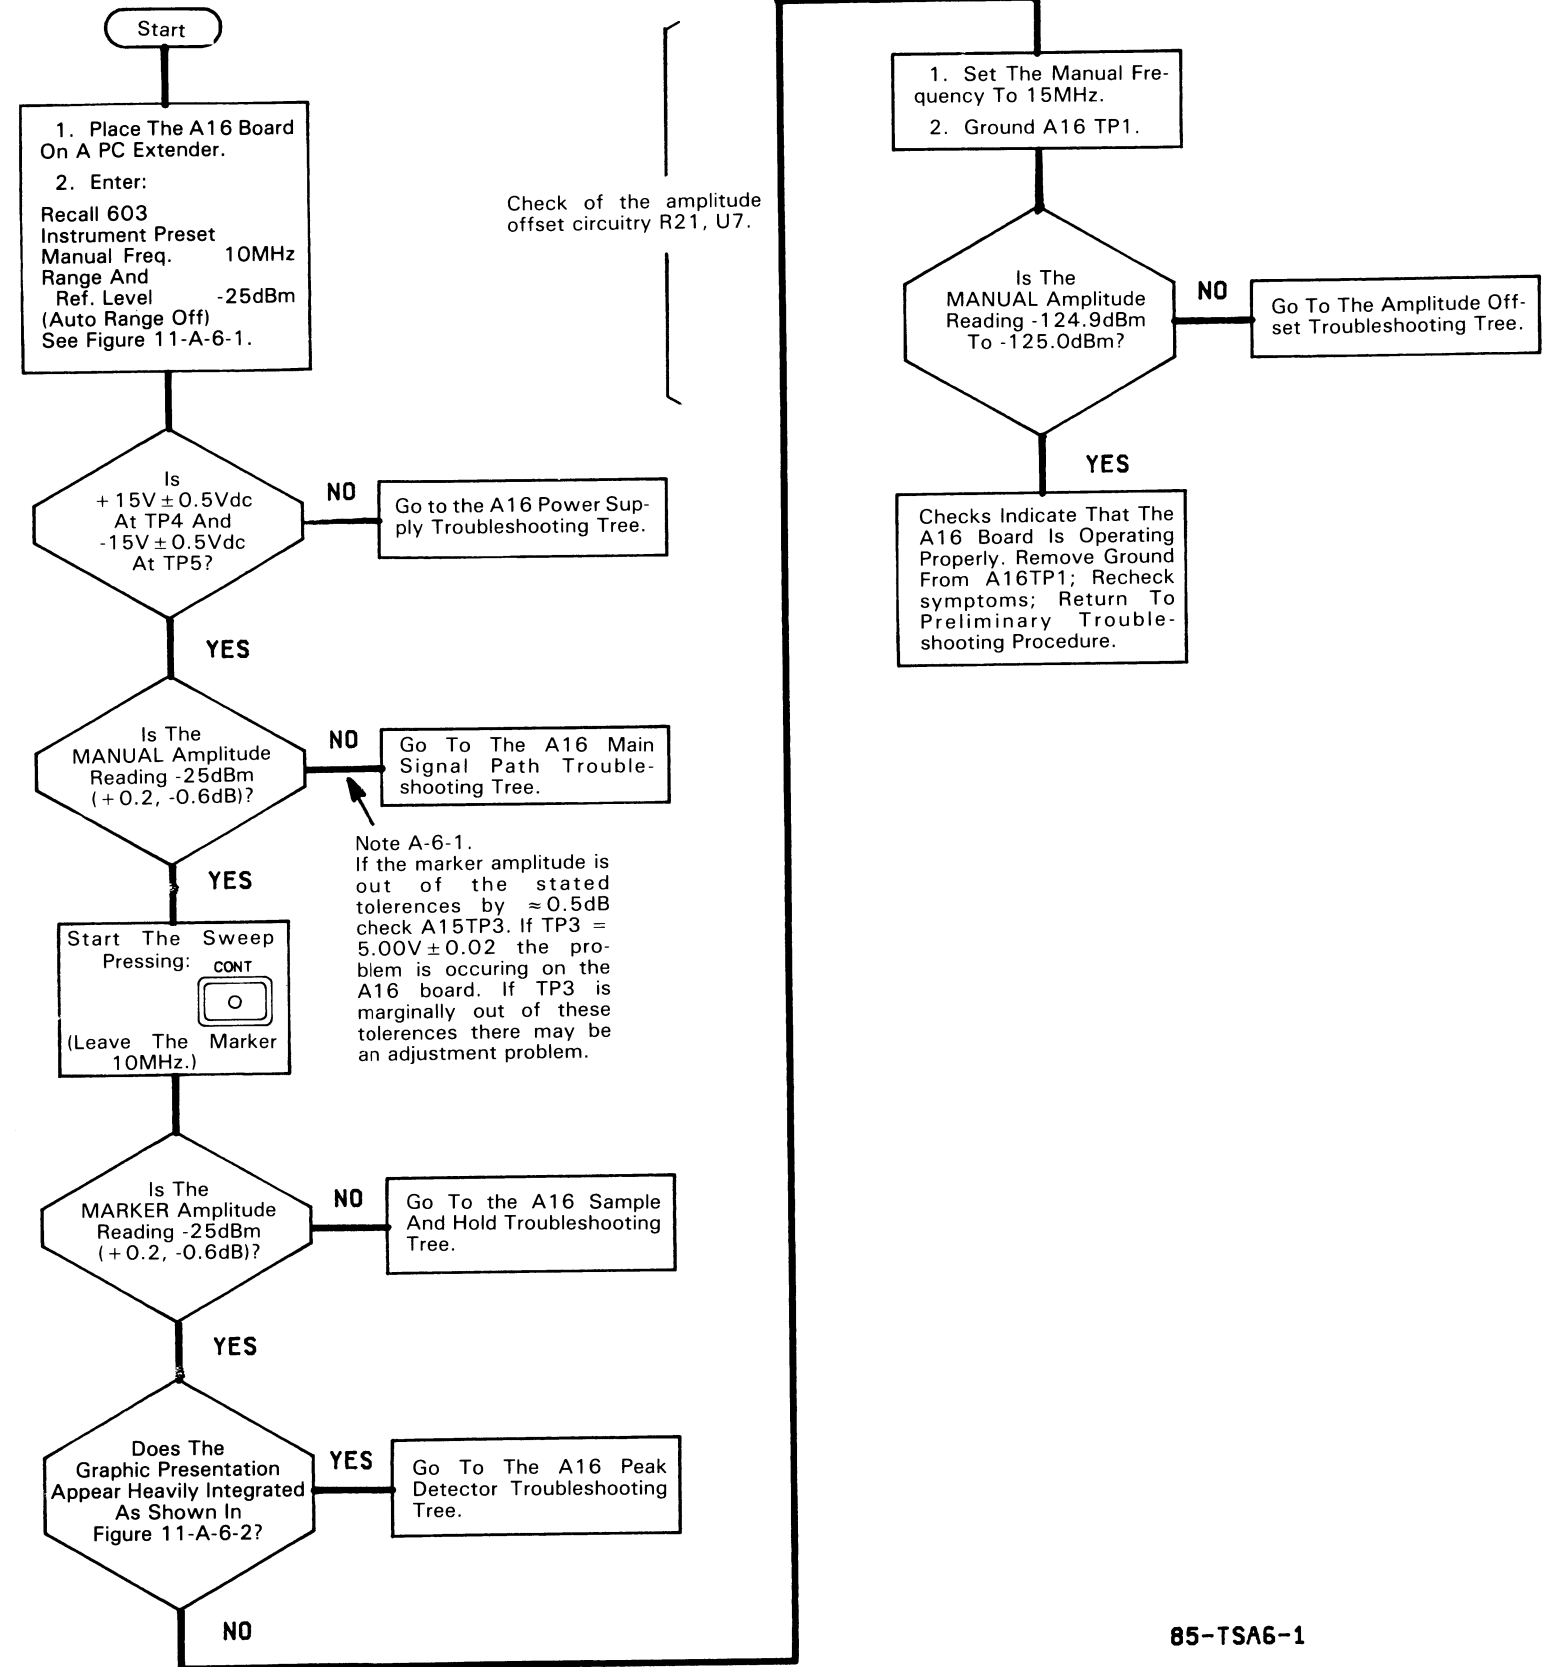 Start
1. Place The A16 Board
On A PC Extender.
2. Enter:
Recall 603
Instrument Preset
Manual Freq. 10MHz
Range And
Ref. Level -25dBm
(Auto Range Off)
See Figure 11-A-6-1.
Is
+15V±0.5Vdc
At TP4 And
-15V±0.5Vdc
At TP5?
NO
Go to the A16 Power Sup-
ply Troubleshooting Tree.
YES
Is The
MANUAL Amplitude
Reading -25dBm
(+0.2, -0.6dB)?
NO
Go To The A16 Main
Signal Path Trouble-
shooting Tree.
Note A-6-1.
If the marker amplitude is
out of the stated
tolerences by ≈0.5dB
check A15TP3. If TP3 =
5.00V±0.02 the pro-
blem is occuring on the
A16 board. If TP3 is
marginally out of these
tolerences there may be
an adjustment problem.
YES
Start The Sweep
Pressing: CONT
(Leave The Marker
10MHz.)
Is The
MARKER Amplitude
Reading -25dBm
(+0.2, -0.6dB)?
NO
Go To the A16 Sample
And Hold Troubleshooting
Tree.
YES
Does The
Graphic Presentation
Appear Heavily Integrated
As Shown In
Figure 11-A-6-2?
YES
Go To The A16 Peak
Detector Troubleshooting
Tree.
NO
Check of the amplitude
offset circuitry R21, U7.
1. Set The Manual Fre-
quency To 15MHz.
2. Ground A16 TP1.
Is The
MANUAL Amplitude
Reading -124.9dBm
To -125.0dBm?
NO
Go To The Amplitude Off-
set Troubleshooting Tree.
YES
Checks Indicate That The
A16 Board Is Operating
Properly. Remove Ground
From A16TP1; Recheck
symptoms; Return To
Preliminary Trouble-
shooting Procedure.
85-TSA6-1